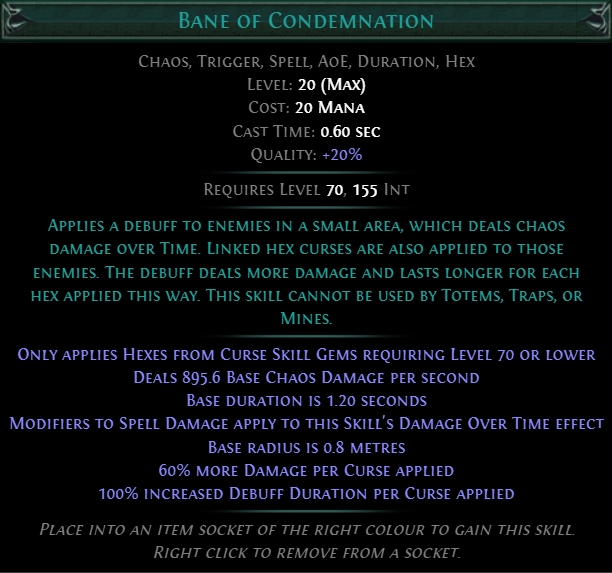 Bane of Condemnation
Chaos, Trigger, Spell, AoE, Duration, Hex
Level: 20 (Max)
Cost: 20 Mana
Cast Time: 0.60 sec
Quality: +20%
Requires Level 70, 155 Int
Applies a debuff to enemies in a small area, which deals chaos
damage over Time. Linked hex curses are also applied to those
enemies. The debuff deals more damage and lasts longer for each
hex applied this way. This skill cannot be used by Totems, Traps, or
Mines.
Only applies Hexes from Curse Skill Gems requiring Level 70 or lower
Deals 895.6 Base Chaos Damage per second
Base duration is 1.20 seconds
Modifiers to Spell Damage apply to this Skill's Damage Over Time effect
Base radius is 0.8 metres
60% more Damage per Curse applied
100% increased Debuff Duration per Curse applied
Place into an item socket of the right colour to gain this skill.
Right click to remove from a socket.